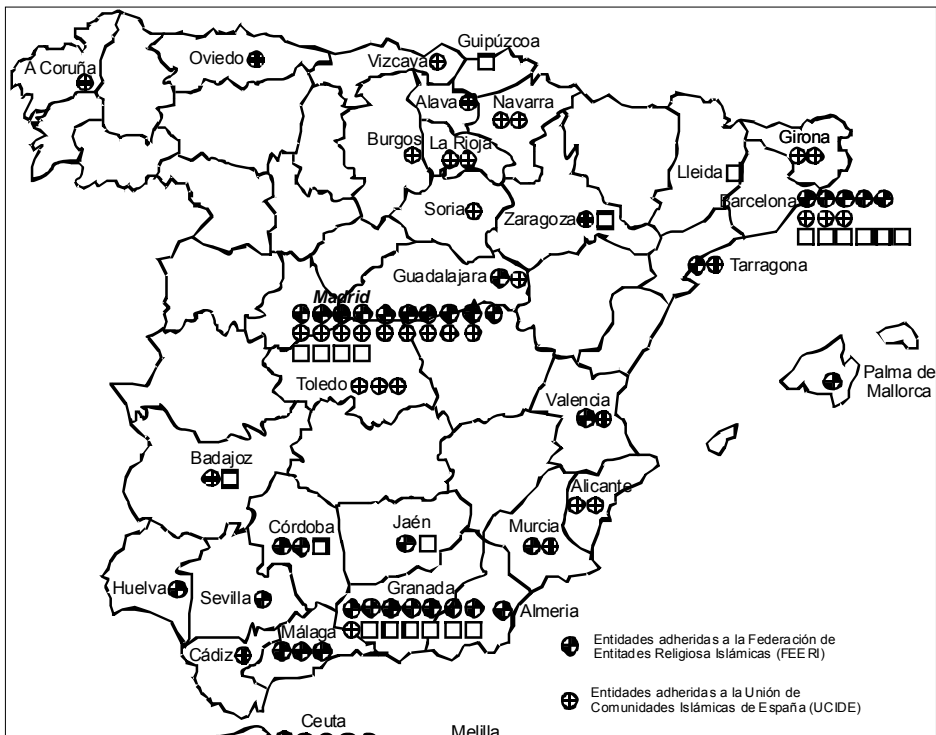 Guipúzcoa
Oviedo
Vizcaya
A Coruña
Alava
Navarra
Burgos
La Rioja
Girona
Lleida
Barcelona
Soria
Zaragoza
Tarragona
Guadalajara
Madrid
Palma de
Mallorca
Toledo
Valencia
Badajoz
Alicante
Córdoba
Jaén
Murcia
Huelva
Sevilla
Granada
Almeria
Málaga
Cádiz
Entidades adheridas a la Federación de
Entitades Religiosa Islámicas (FEERI)
Entidades adheridas a la Unión de
Comunidades Islámicas de España (UCIDE)
Ceuta
Melilla